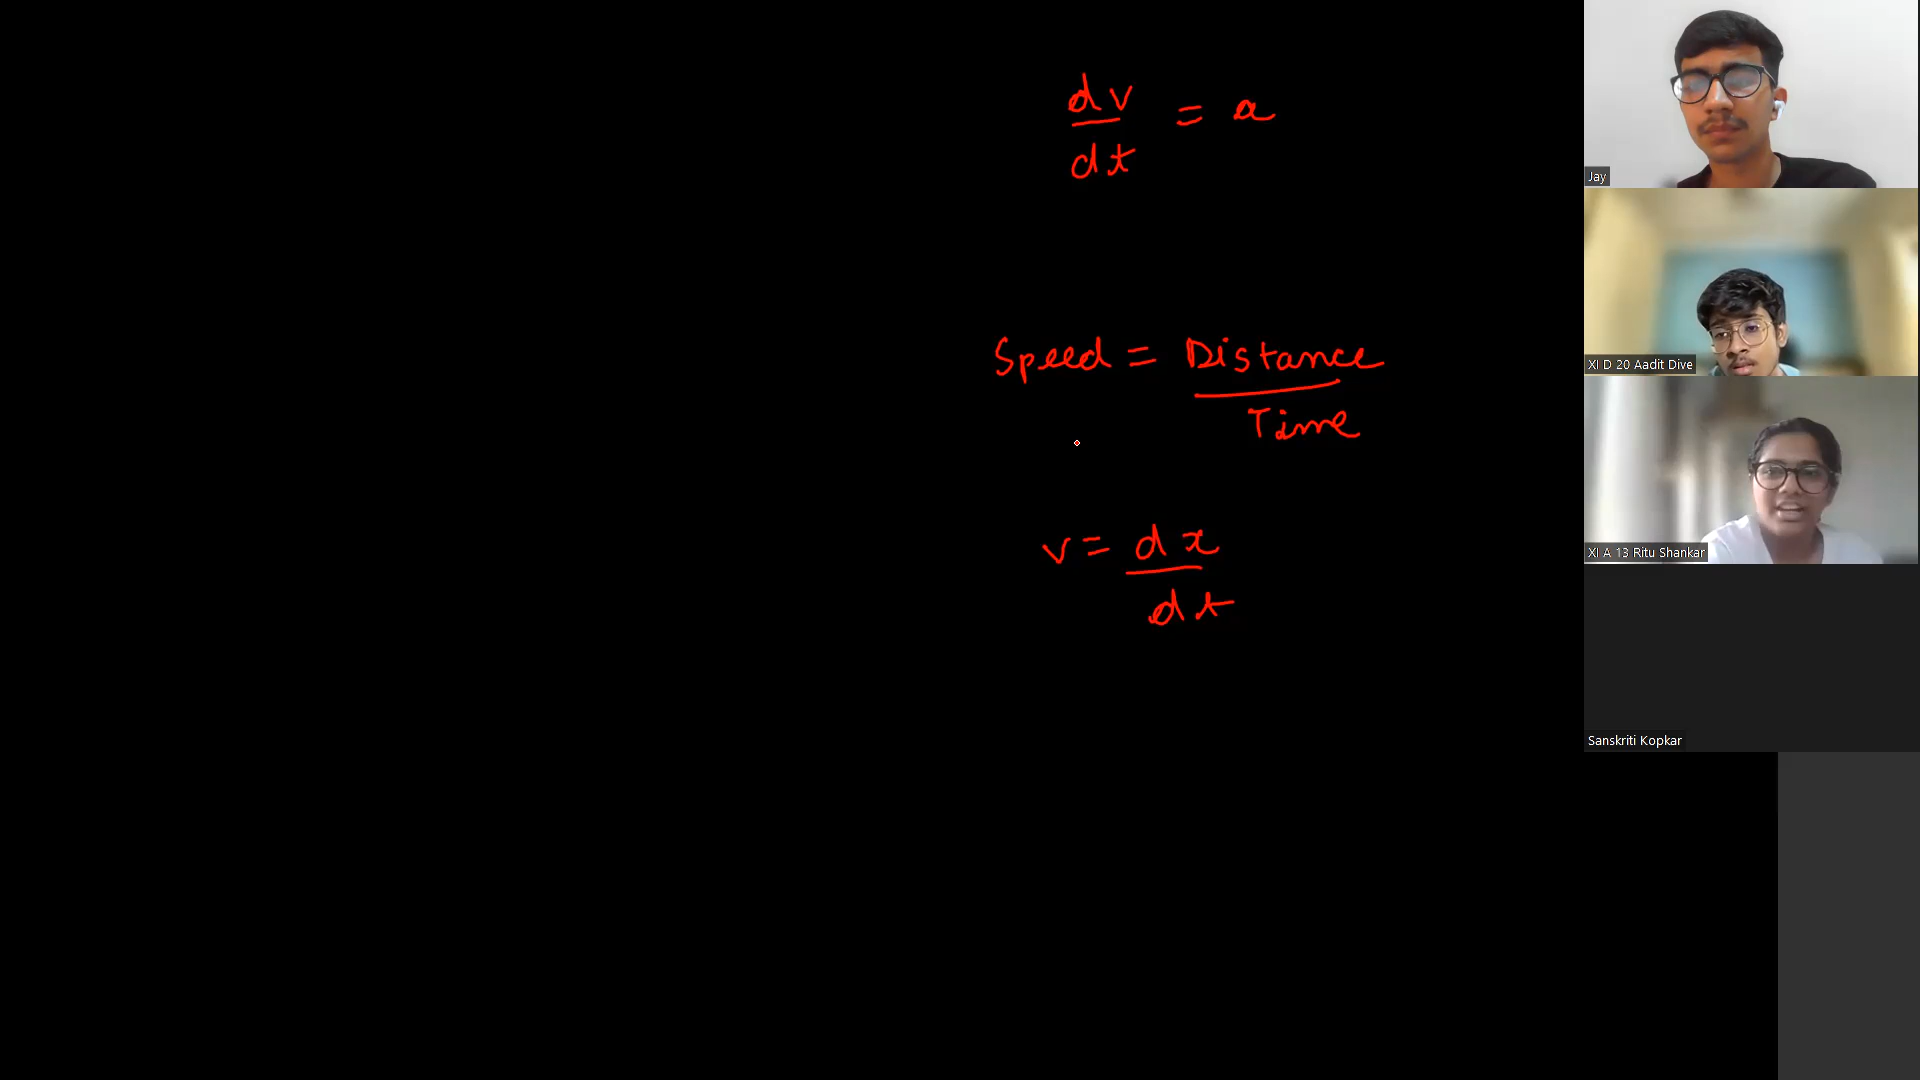 dv
dt
= a
Speed = Distance
Time
v = dx
dt
Jay
XI D 20 Aadit Dive
XI A 13 Ritu Shankar
Sanskriti Kopkar